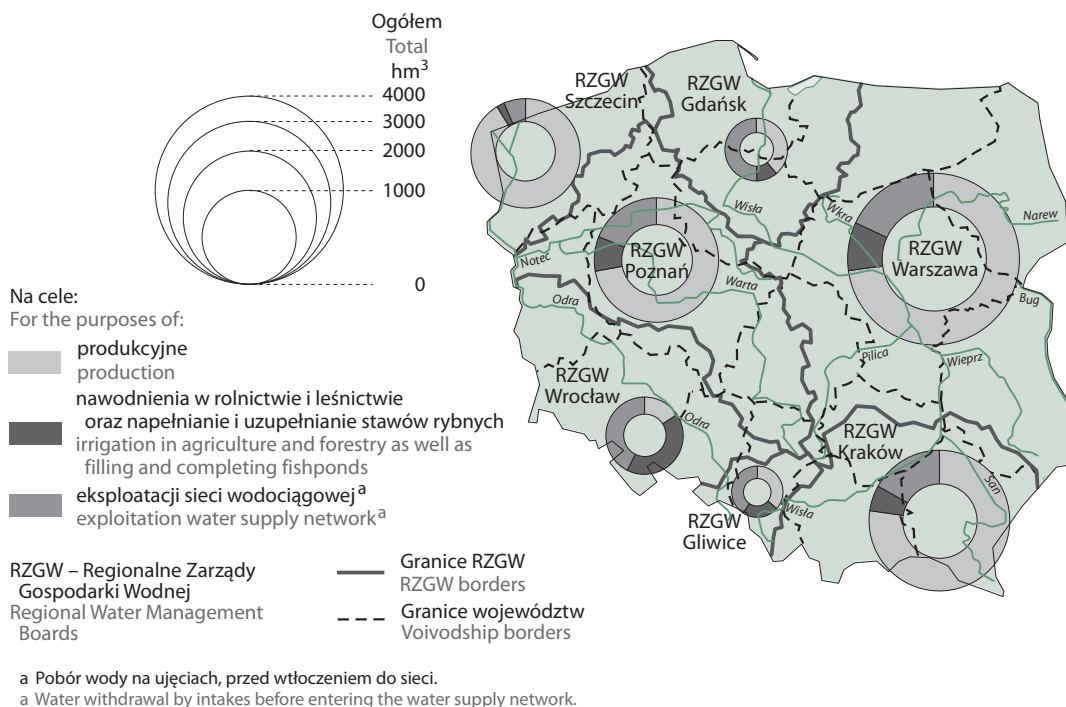 Ogółem
Total
hm³
4000
3000
2000
1000
0
Na cele:
For the purposes of:
produkcyjne
production
nawodnienia w rolnictwie i leśnictwie
oraz napełnianie i uzupełnianie stawów rybnych
irrigation in agriculture and forestry as well as
filling and completing fishponds
eksploatacji sieci wodociągowej a
exploitation water supply network a
RZGW – Regionalne Zarządy
Gospodarki Wodnej
Regional Water Management
Boards
Granice RZGW
RZGW borders
Granice województw
Voivodship borders
RZGW
Szczecin
RZGW
Gdańsk
Wisła
Wkra
Narew
RZGW
Poznań
RZGW
Warszawa
Noteć
Odra
Warta
Bug
Pilica
Wieprz
RZGW
Wrocław
Odra
RZGW
Kraków
San
Wisła
RZGW
Gliwice
a Pobór wody na ujęciach, przed wtłoczeniem do sieci.
a Water withdrawal by intakes before entering the water supply network.